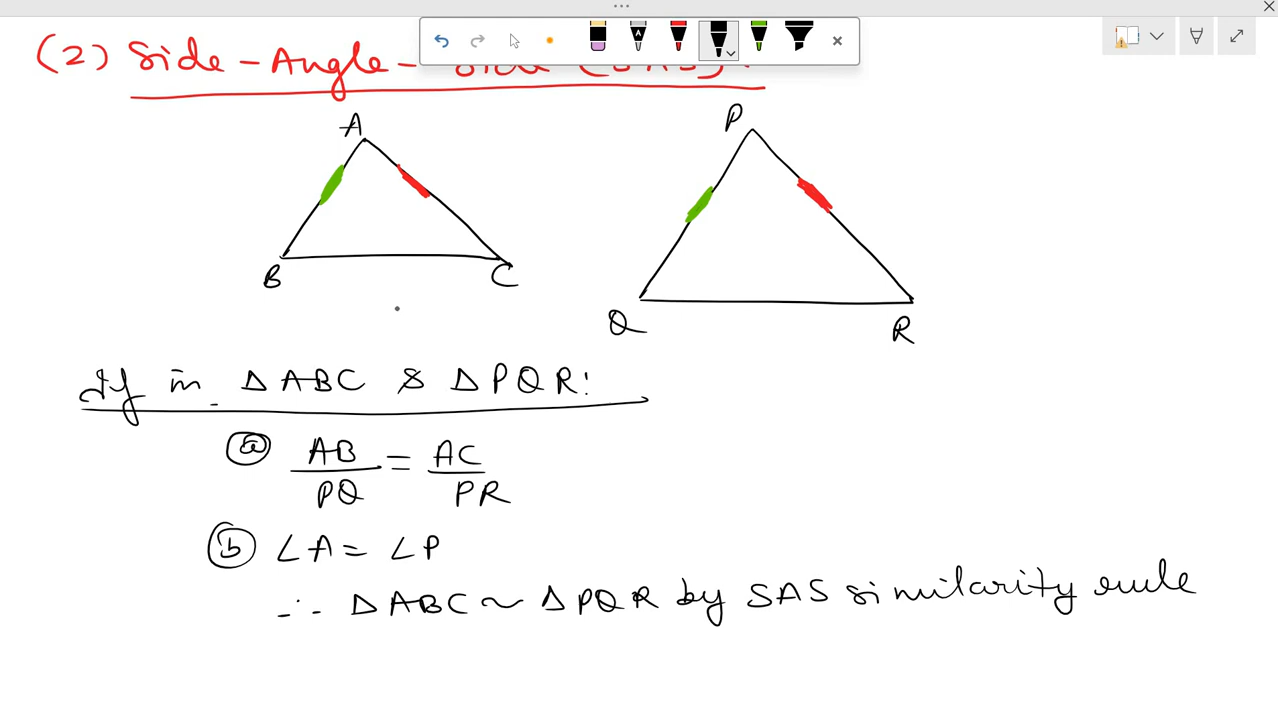 (2) Side-Angle-
A
P
B
C
Q
R
If in ΔABC & ΔPQR:
(a) AB/PQ = AC/PR
(b) ∠A = ∠P
∴ ΔABC ~ ΔPQR by SAS similarity rule